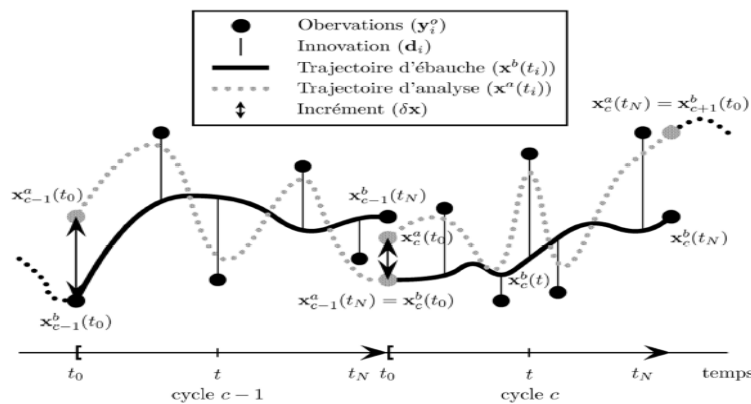 Obervations (y_i^o)
Innovation (d_i)
Trajectoire d'ébauche (x^b(t_i))
Trajectoire d'analyse (x^a(t_i))
Incrément (δx)
x_c^a(t_N) = x_{c+1}^b(t_0)
x_{c-1}^a(t_0)
x_{c-1}^b(t_N)
x_c^a(t_0)
x_c^b(t_N)
x_c^b(t)
x_{c-1}^a(t_N) = x_c^b(t_0)
x_{c-1}^b(t_0)
t_0 t t_N t_0 t t_N temps
cycle c − 1 cycle c